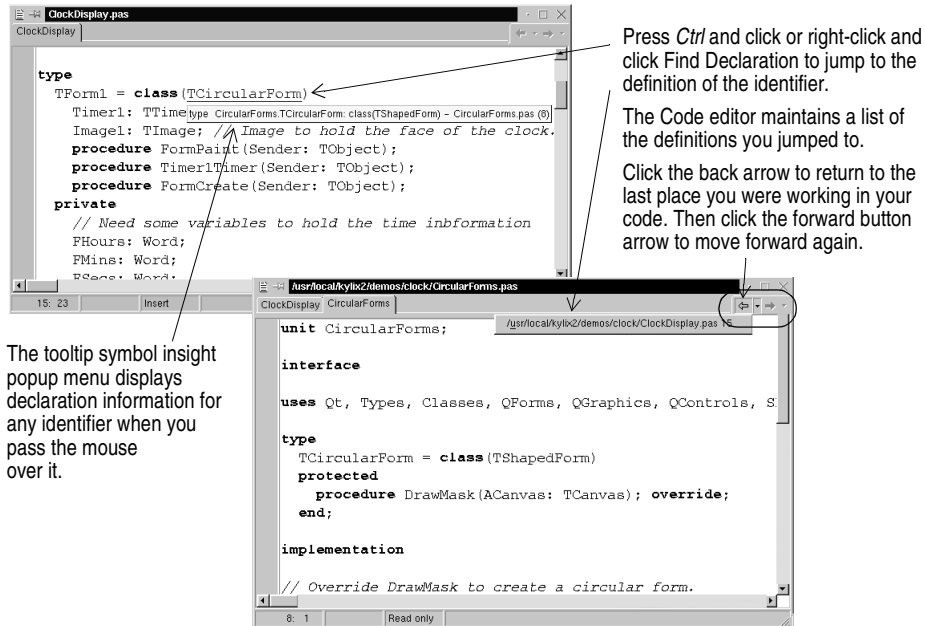 ClockDisplay.pas
ClockDisplay
type
TForm1 = class(TCircularForm)
Timer1: TTime
type CircularForms.TCircularForm: class(TShapedForm) – CircularForms.pas (8)
Image1: TImage; // Image to hold the face of the clock.
procedure FormPaint(Sender: TObject);
procedure Timer1Timer(Sender: TObject);
procedure FormCreate(Sender: TObject);
private
// Need some variables to hold the time inbformation
FHours: Word;
FMins: Word;
FSecs: Word;
15: 23 Insert
Press Ctrl and click or right-click and
click Find Declaration to jump to the
definition of the identifier.
The Code editor maintains a list of
the definitions you jumped to.
Click the back arrow to return to the
last place you were working in your
code. Then click the forward button
arrow to move forward again.
The tooltip symbol insight
popup menu displays
declaration information for
any identifier when you
pass the mouse
over it.
/usr/local/kylix2/demos/clock/CircularForms.pas
ClockDisplay CircularForms
/usr/local/kylix2/demos/clock/ClockDisplay.pas 15
unit CircularForms;
interface
uses Qt, Types, Classes, QForms, QGraphics, QControls, S
type
TCircularForm = class(TShapedForm)
protected
procedure DrawMask(ACanvas: TCanvas); override;
end;
implementation
// Override DrawMask to create a circular form.
8: 1 Read only